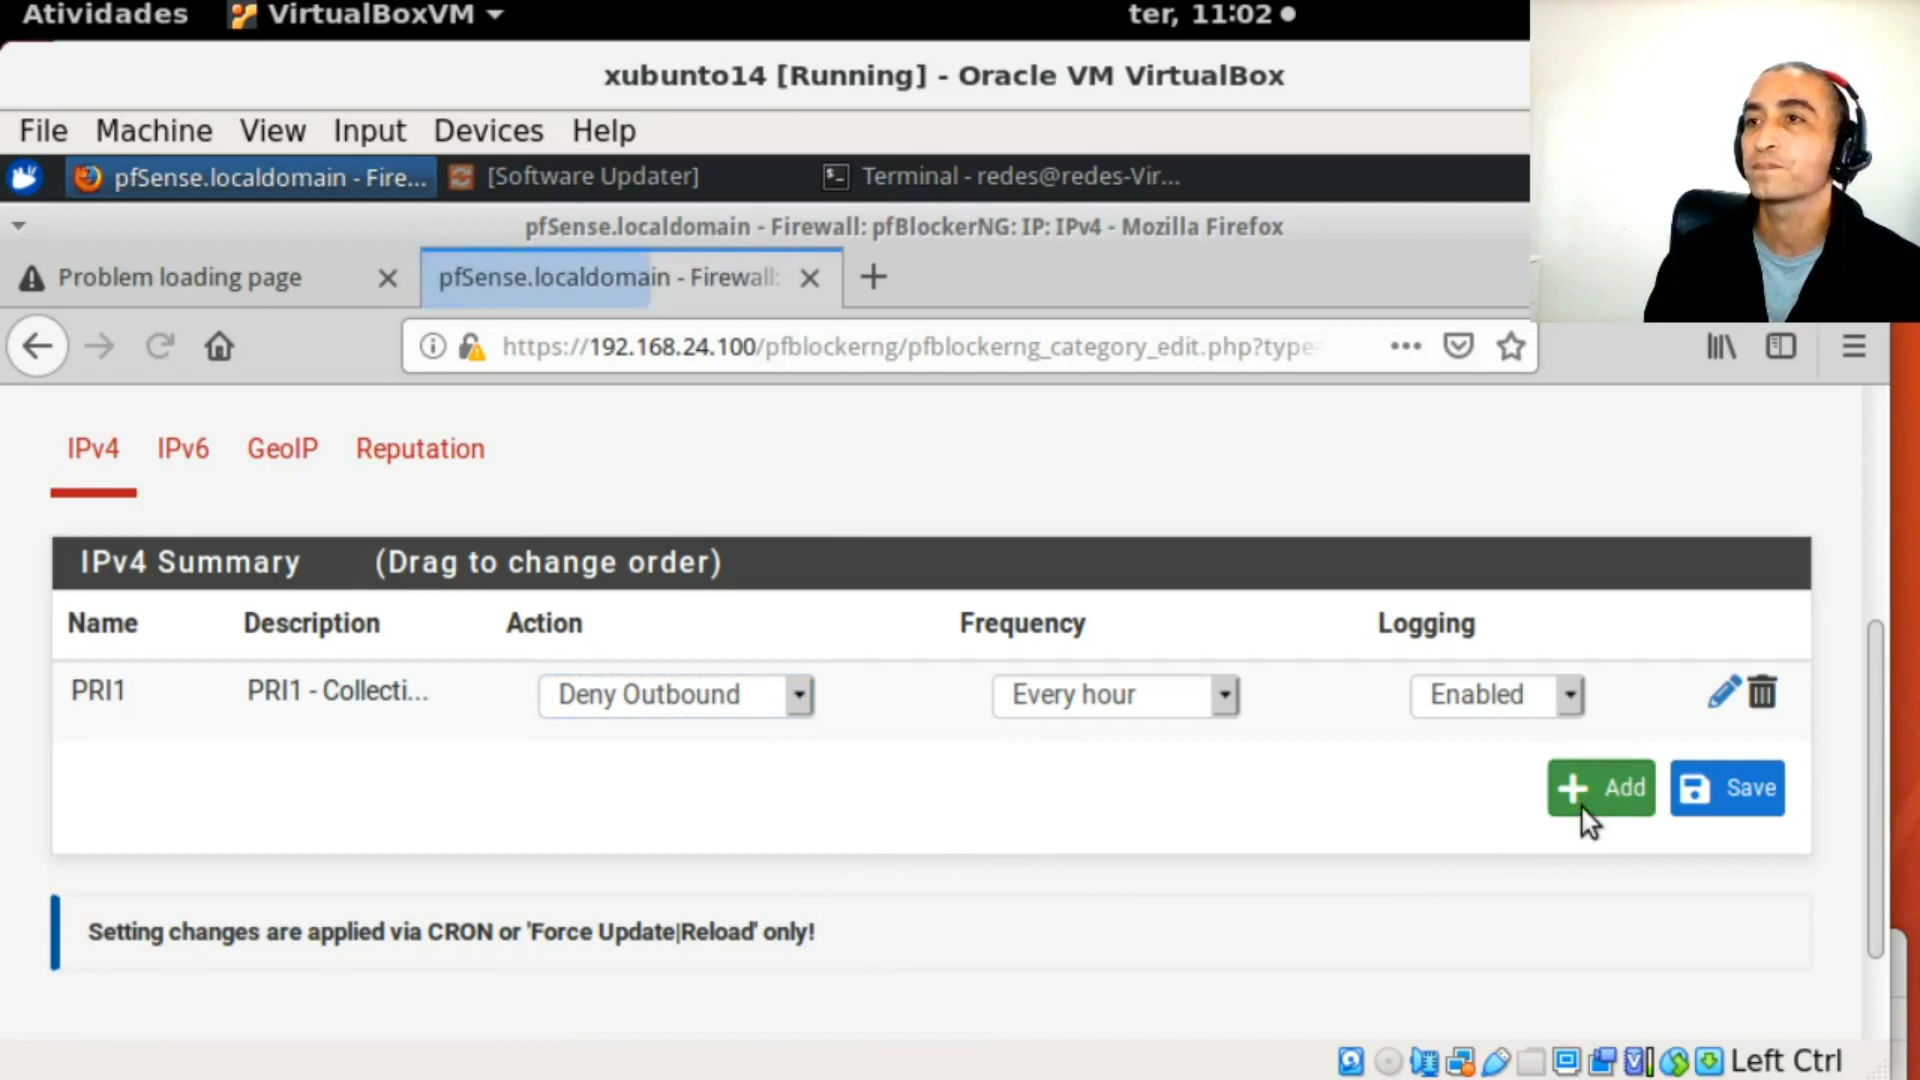 Atividades
VirtualBoxVM
ter, 11:02
xubunto14 [Running] - Oracle VM VirtualBox
File Machine View Input Devices Help
pfSense.localdomain - Fire...
[Software Updater]
Terminal - redes@redes-Vir...
pfSense.localdomain - Firewall: pfBlockerNG: IP: IPv4 - Mozilla Firefox
Problem loading page
pfSense.localdomain - Firewall:
https://192.168.24.100/pfblockerng/pfblockerng_category_edit.php?type=
IPv4 IPv6 GeoIP Reputation
IPv4 Summary (Drag to change order)
Name Description Action Frequency Logging
PRI1 PRI1 - Collecti... Deny Outbound Every hour Enabled
Add Save
Setting changes are applied via CRON or 'Force Update|Reload' only!
Left Ctrl